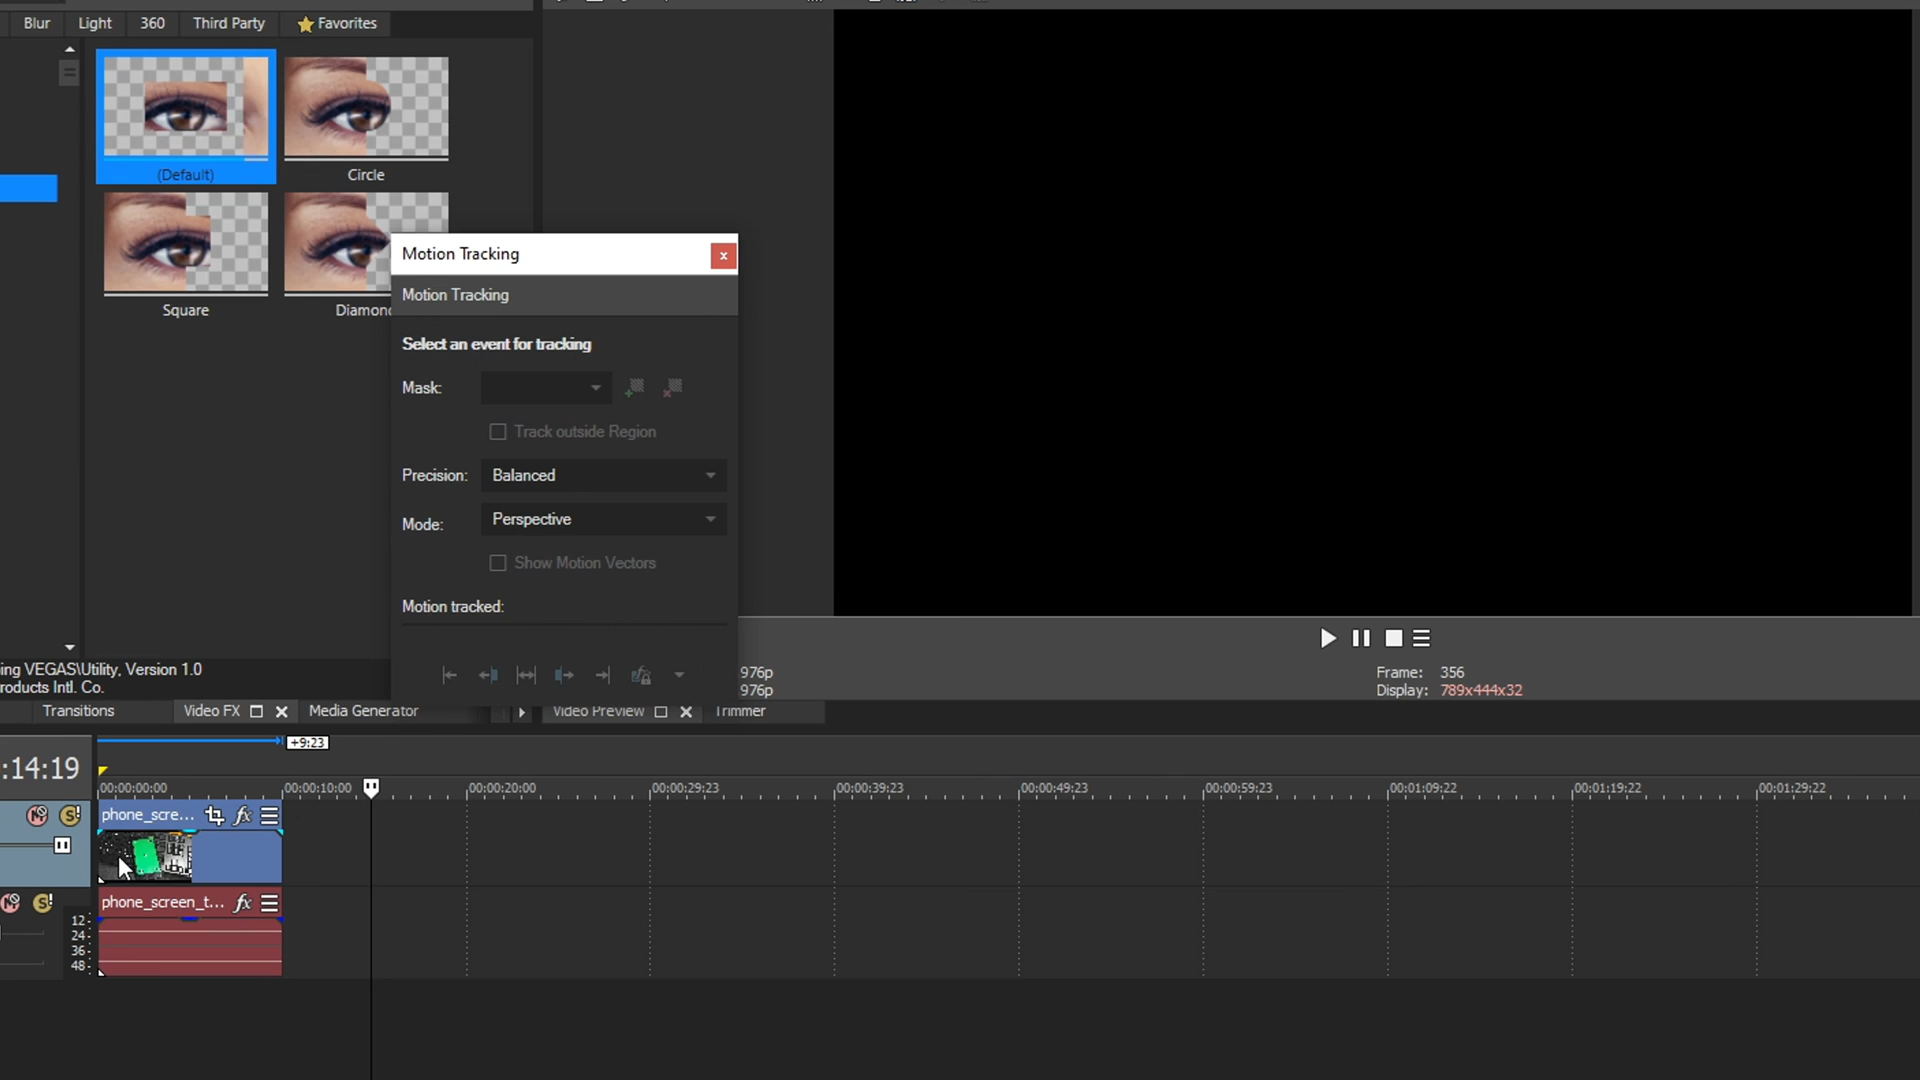 Blur Light 360 Third Party Favorites
(Default) Circle
Square Diamond
Motion Tracking x
Motion Tracking
Select an event for tracking
Mask:
Track outside Region
Precision: Balanced
Mode: Perspective
Show Motion Vectors
Motion tracked:
ing VEGAS\Utility, Version 1.0
roducts Intl. Co.
976p
976p
Frame: 356
Display: 789x444x32
Transitions Video FX Media Generator Video Preview Trimmer
+9:23
:14:19
00:00:00:00 00:00:10:00 00:00:20:00 00:00:29:23 00:00:39:23 00:00:49:23 00:00:59:23 00:01:09:22 00:01:19:22 00:01:29:22
phone_scre... fx
phone_screen_t... fx
12
24
36
48